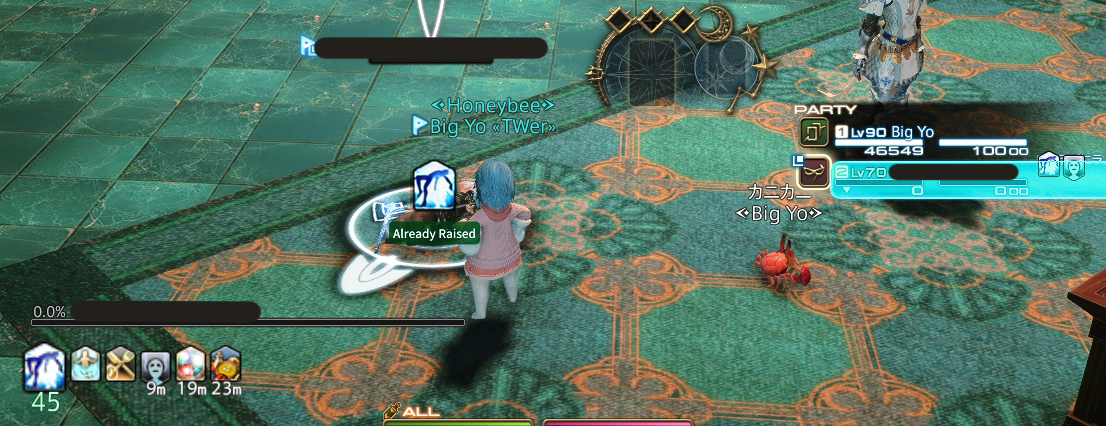 «Honeybee»
Big Yo «TWer»
Already Raised
PARTY
1 Lv90 Big Yo
46549 10000
2 Lv70
0 000
カニカニ
«Big Yo»
0.0%
9m 19m 23m
45
ALL